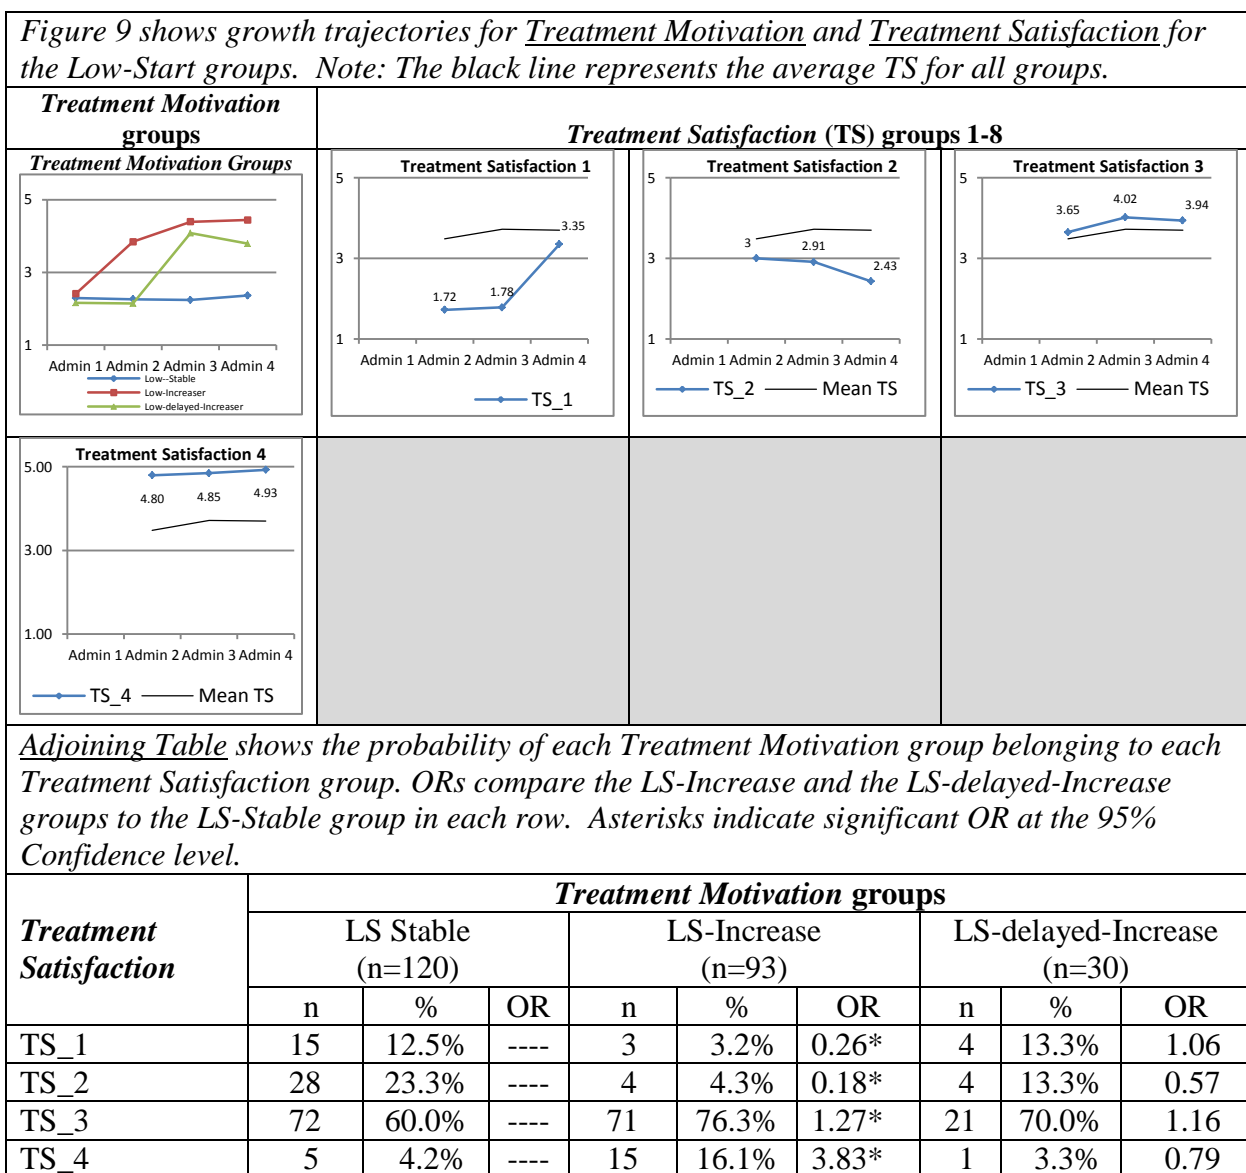 Figure 9 shows growth trajectories for Treatment Motivation and Treatment Satisfaction for
the Low-Start groups.  Note: The black line represents the average TS for all groups.
Treatment Motivation
groups
Treatment Satisfaction (TS) groups 1-8
Treatment Motivation Groups
5
3
1
Admin 1 Admin 2 Admin 3 Admin 4
Low--Stable
Low-Increaser
Low-delayed-Increaser
Treatment Satisfaction 1
5
3
1
1.72
1.78
3.35
Admin 1 Admin 2 Admin 3 Admin 4
TS_1
Treatment Satisfaction 2
5
3
1
3
2.91
2.43
Admin 1 Admin 2 Admin 3 Admin 4
TS_2 Mean TS
Treatment Satisfaction 3
5
3
1
3.65
4.02
3.94
Admin 1 Admin 2 Admin 3 Admin 4
TS_3 Mean TS
Treatment Satisfaction 4
5.00
3.00
1.00
4.80
4.85
4.93
Admin 1 Admin 2 Admin 3 Admin 4
TS_4 Mean TS
Adjoining Table shows the probability of each Treatment Motivation group belonging to each
Treatment Satisfaction group. ORs compare the LS-Increase and the LS-delayed-Increase
groups to the LS-Stable group in each row.  Asterisks indicate significant OR at the 95%
Confidence level.
Treatment
Satisfaction
Treatment Motivation groups
LS Stable
(n=120)
LS-Increase
(n=93)
LS-delayed-Increase
(n=30)
n % OR n % OR n % OR
TS_1 15 12.5% ---- 3 3.2% 0.26* 4 13.3% 1.06
TS_2 28 23.3% ---- 4 4.3% 0.18* 4 13.3% 0.57
TS_3 72 60.0% ---- 71 76.3% 1.27* 21 70.0% 1.16
TS_4 5 4.2% ---- 15 16.1% 3.83* 1 3.3% 0.79